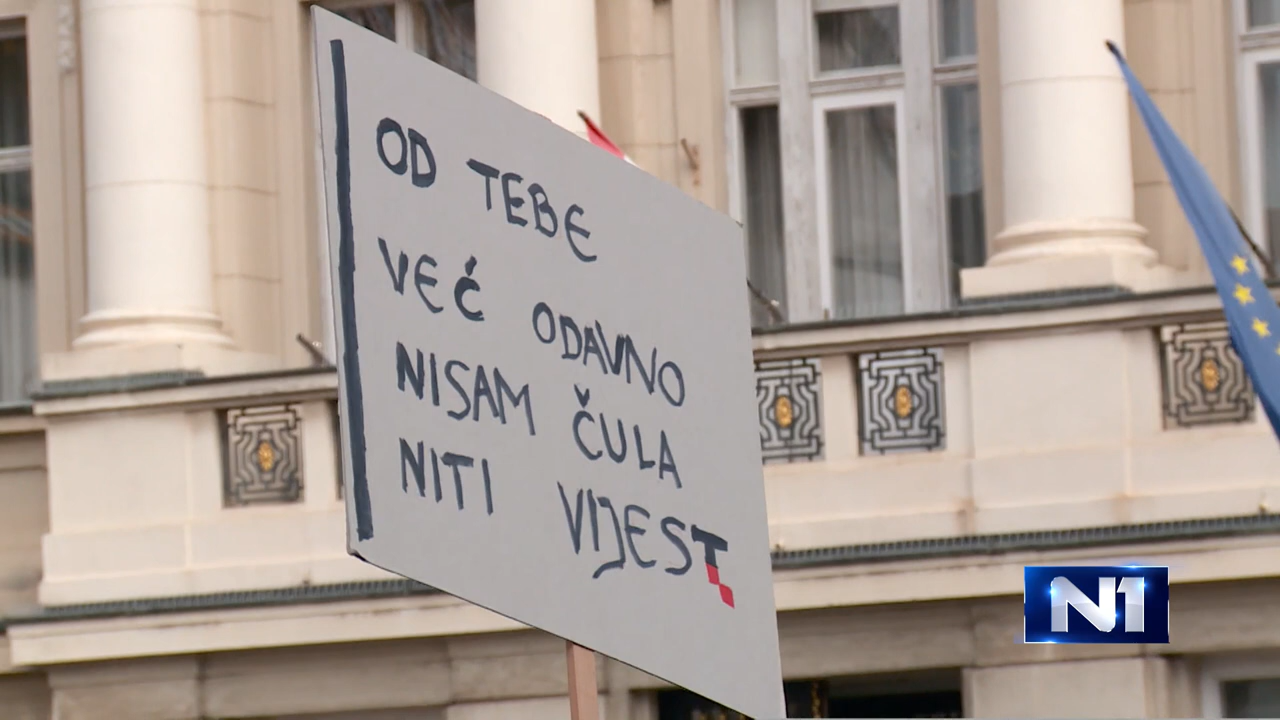 OD TEBE
VEĆ ODAVNO
NISAM ČULA
NITI VIJEST
N1